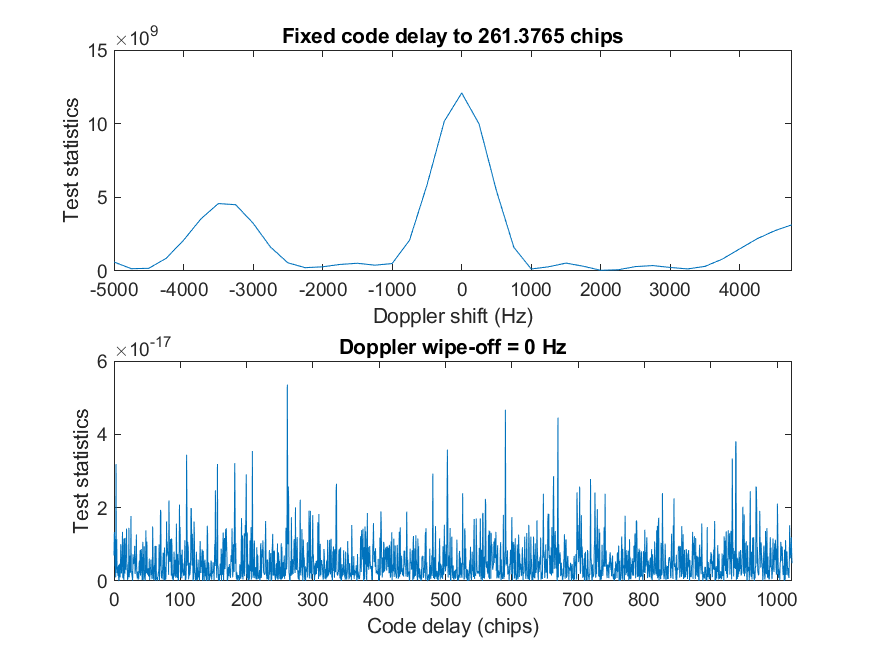 ×10⁹
Fixed code delay to 261.3765 chips
15
10
5
0
Test statistics
-5000 -4000 -3000 -2000 -1000 0 1000 2000 3000 4000
Doppler shift (Hz)
×10⁻¹⁷
Doppler wipe-off = 0 Hz
6
4
2
0
Test statistics
0 100 200 300 400 500 600 700 800 900 1000
Code delay (chips)